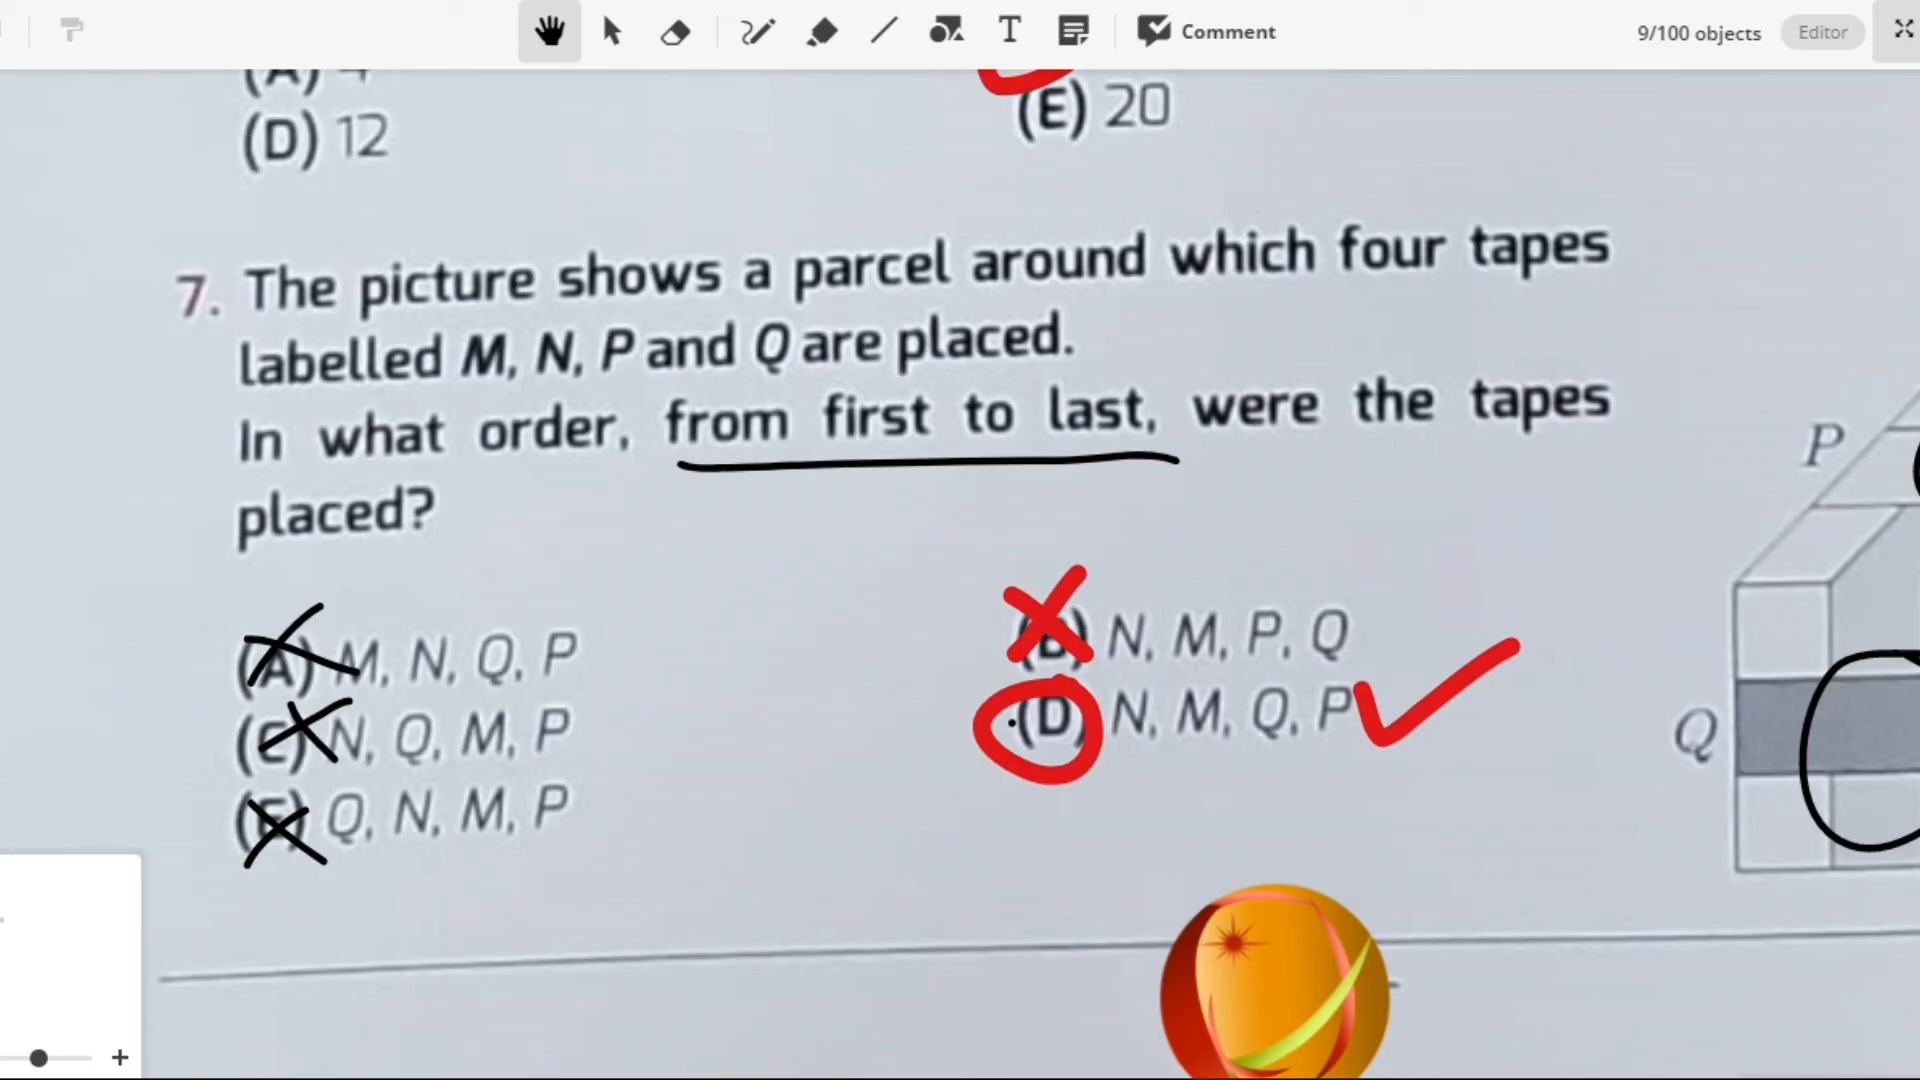 Comment
9/100 objects
Editor
(A) 4
(D) 12
(E) 20
7. The picture shows a parcel around which four tapes
labelled M, N, P and Q are placed.
In what order, from first to last, were the tapes
placed?
(A) M, N, Q, P
(B) N, M, P, Q
(C) N, Q, M, P
(D) N, M, Q, P
(E) Q, N, M, P
P
Q